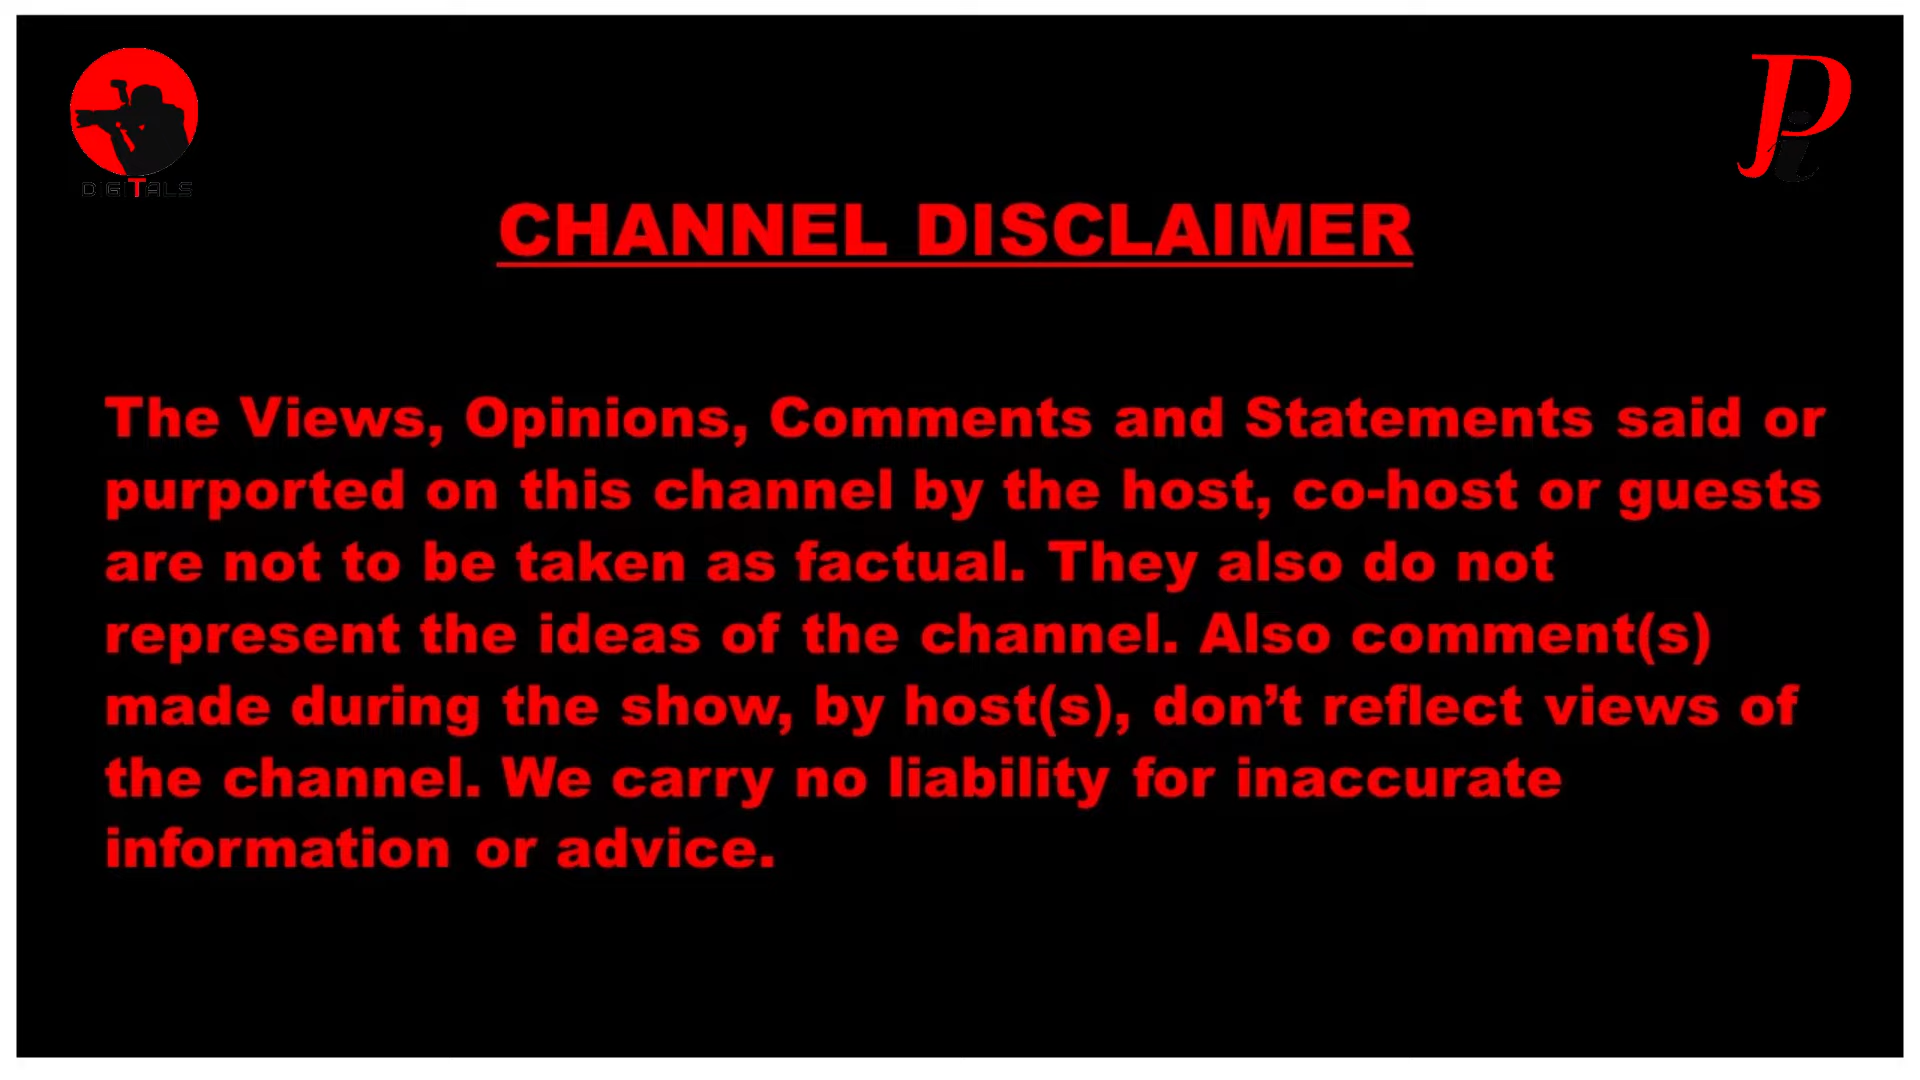 DIGITALS
Pi
CHANNEL DISCLAIMER
The Views, Opinions, Comments and Statements said or
purported on this channel by the host, co-host or guests
are not to be taken as factual. They also do not
represent the ideas of the channel. Also comment(s)
made during the show, by host(s), don’t reflect views of
the channel. We carry no liability for inaccurate
information or advice.